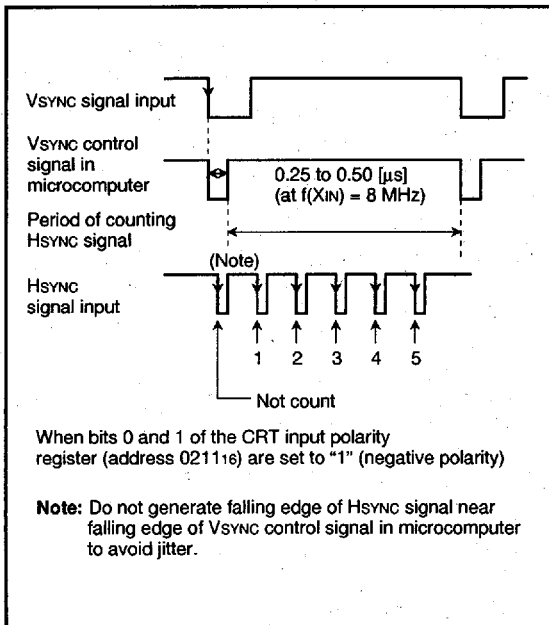 VSYNC signal input
VSYNC control
signal in
microcomputer
0.25 to 0.50 [μs]
(at f(XIN) = 8 MHz)
Period of counting
HSYNC signal
(Note)
HSYNC
signal input
1 2 3 4 5
Not count
When bits 0 and 1 of the CRT input polarity
register (address 021116) are set to “1” (negative polarity)
Note: Do not generate falling edge of HSYNC signal near
falling edge of VSYNC control signal in microcomputer
to avoid jitter.